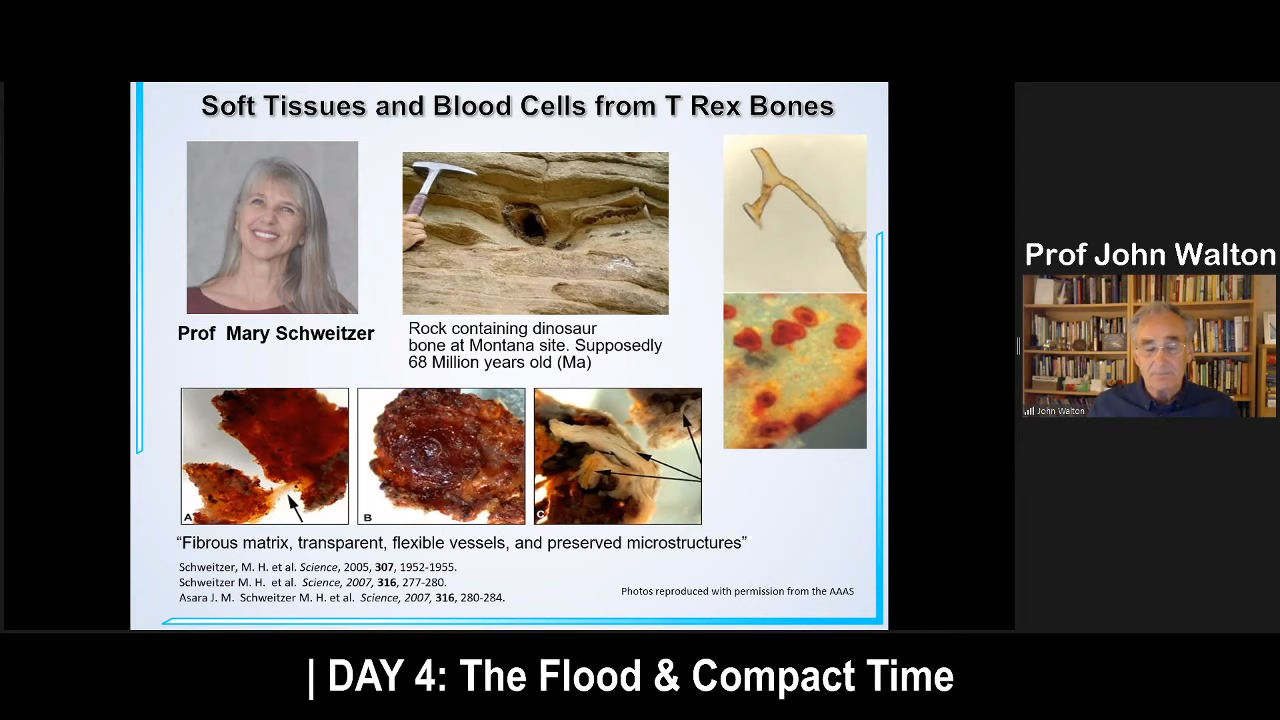 Soft Tissues and Blood Cells from T Rex Bones
Prof Mary Schweitzer
Rock containing dinosaur
bone at Montana site. Supposedly
68 Million years old (Ma)
A
B
C
“Fibrous matrix, transparent, flexible vessels, and preserved microstructures”
Schweitzer, M. H. et al. Science, 2005, 307, 1952-1955.
Schweitzer M. H. et al. Science, 2007, 316, 277-280.
Asara J. M. Schweitzer M. H. et al. Science, 2007, 316, 280-284.
Photos reproduced with permission from the AAAS
Prof John Walton
John Walton
| DAY 4: The Flood & Compact Time